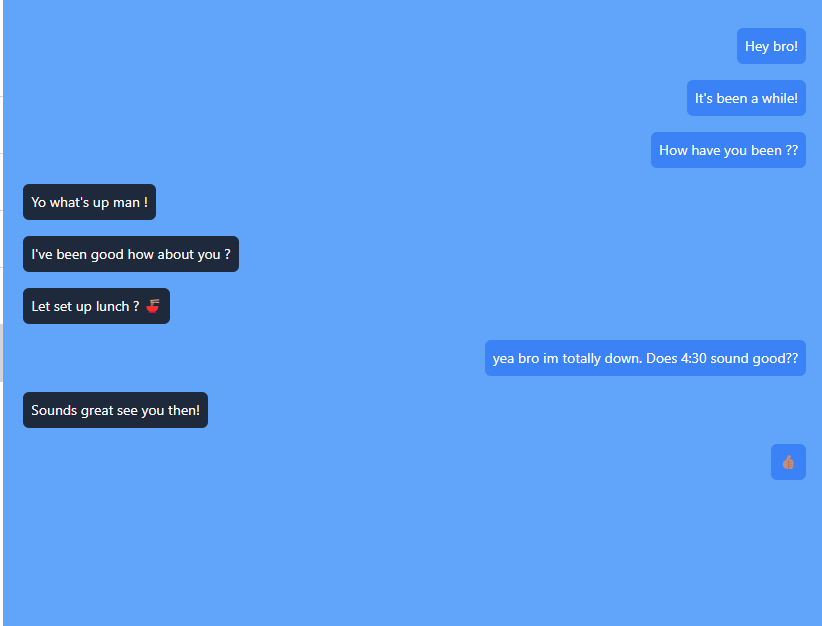 Hey bro!
It's been a while!
How have you been ??
Yo what's up man !
I've been good how about you ?
Let set up lunch ? 🍜
yea bro im totally down. Does 4:30 sound good??
Sounds great see you then!
👍🏽